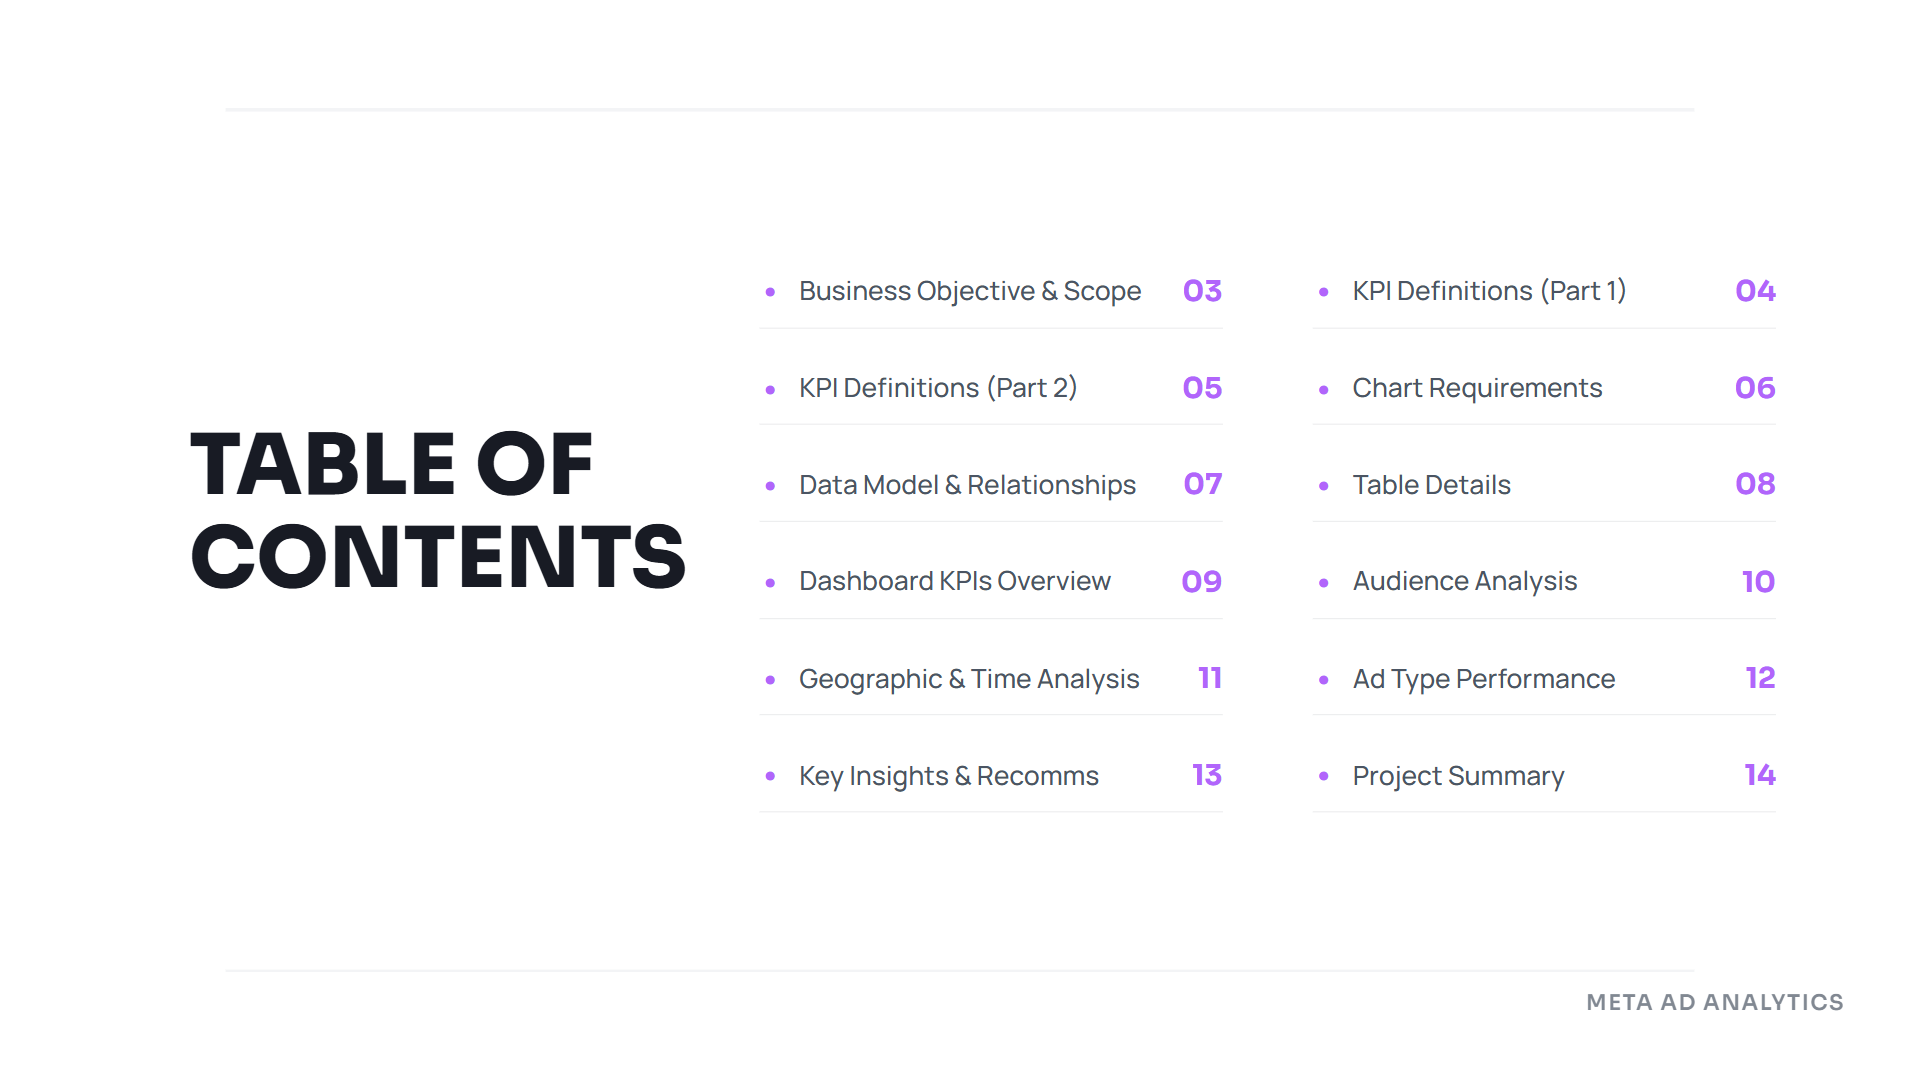 TABLE OF
CONTENTS
Business Objective & Scope 03
KPI Definitions (Part 1) 04
KPI Definitions (Part 2) 05
Chart Requirements 06
Data Model & Relationships 07
Table Details 08
Dashboard KPIs Overview 09
Audience Analysis 10
Geographic & Time Analysis 11
Ad Type Performance 12
Key Insights & Recomms 13
Project Summary 14
META AD ANALYTICS